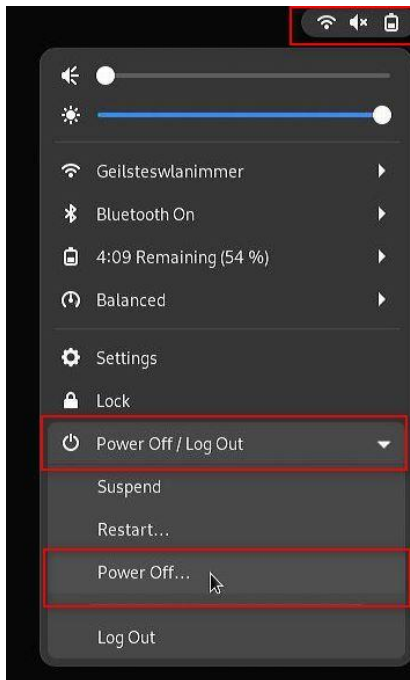 Geilsteswlanimmer
Bluetooth On
4:09 Remaining (54 %)
Balanced
Settings
Lock
Power Off / Log Out
Suspend
Restart...
Power Off...
Log Out